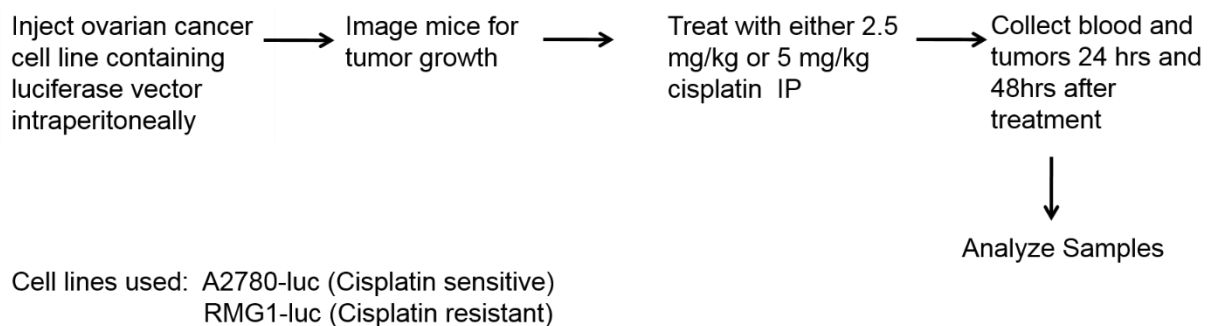 Inject ovarian cancer
cell line containing
luciferase vector
intraperitoneally
Image mice for
tumor growth
Treat with either 2.5
mg/kg or 5 mg/kg
cisplatin  IP
Collect blood and
tumors 24 hrs and
48hrs after
treatment
Analyze Samples
Cell lines used:  A2780-luc (Cisplatin sensitive)
RMG1-luc (Cisplatin resistant)